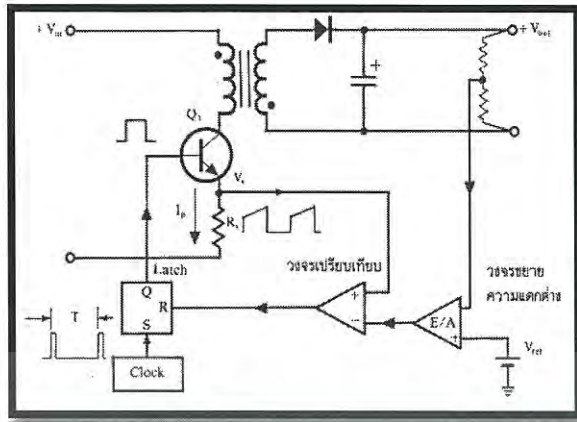 + Vin
+ Vout
Q1
Vs
Ip
Rs
Latch
วงจรเปรียบเทียบ
วงจรขยาย
ความแตกต่าง
Q
R
S
T
+
-
E/A
+
+
Vref
Clock